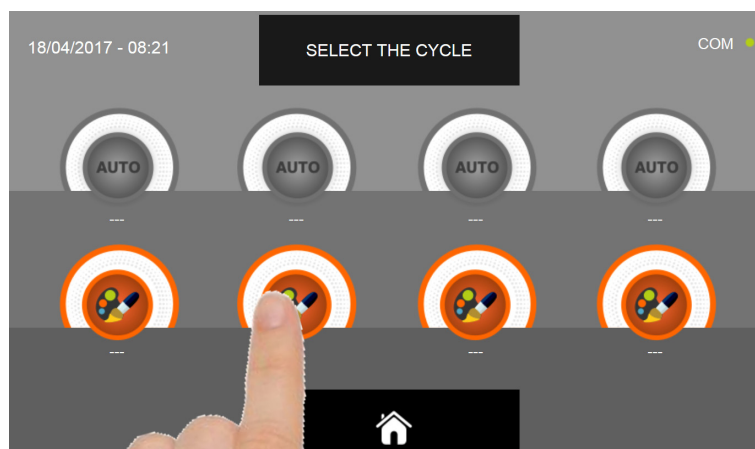 18/04/2017 - 08:21
SELECT THE CYCLE
COM
AUTO AUTO AUTO AUTO
--- --- --- ---
--- --- --- ---